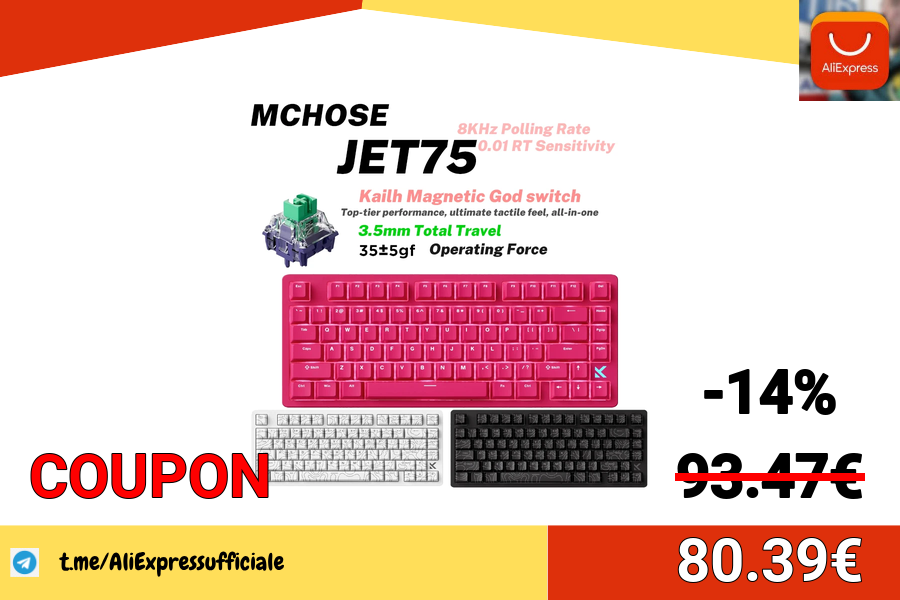 AliExpress
MCHOSE
8KHz Polling Rate
0.01 RT Sensitivity
JET75
Kailh Magnetic God switch
Top-tier performance, ultimate tactile feel, all-in-one
3.5mm Total Travel
35±5gf Operating Force
-14%
COUPON
93.47€
t.me/AliExpressufficiale
80.39€